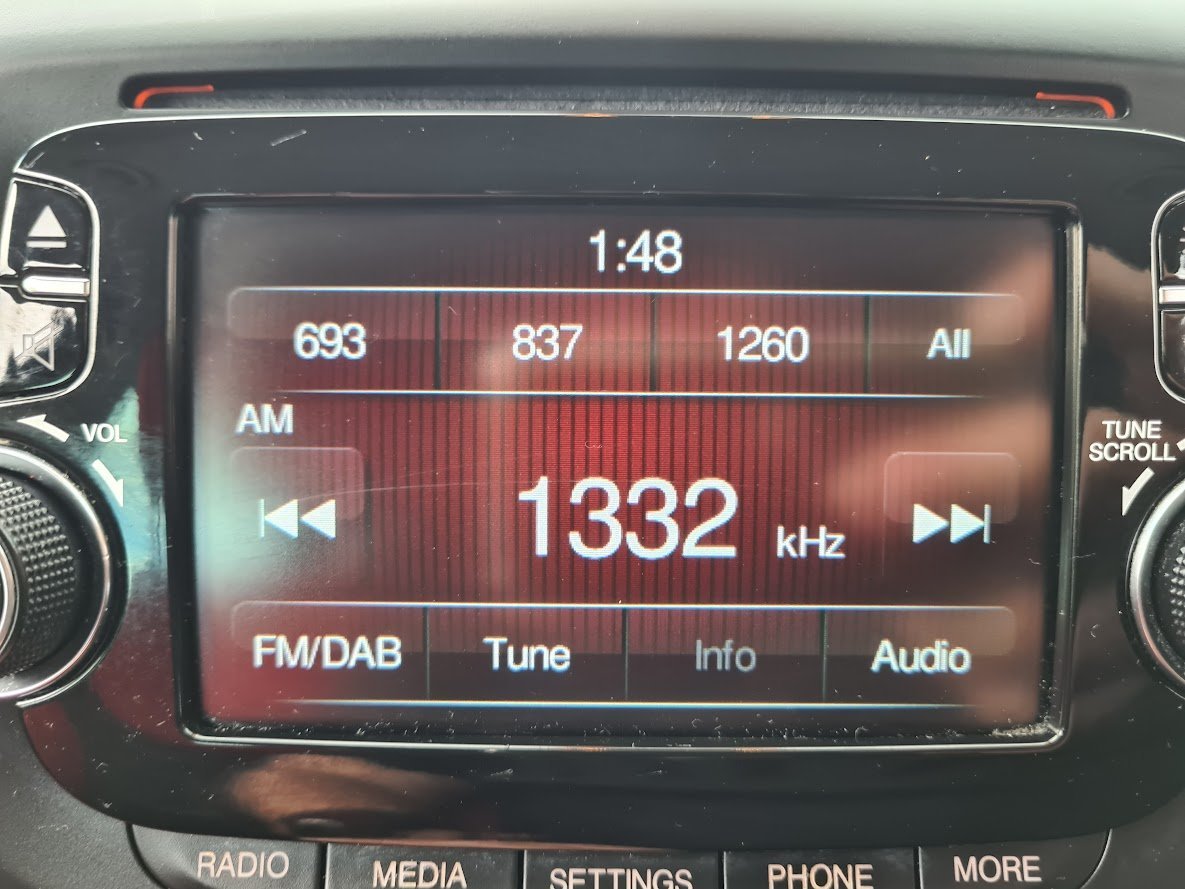 1:48
693 837 1260 All
AM
VOL
TUNE
SCROLL
1332 kHz
FM/DAB Tune Info Audio
RADIO MEDIA SETTINGS PHONE MORE